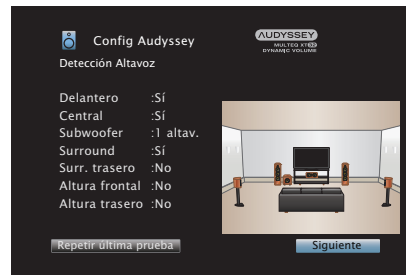 Config Audyssey
AUDYSSEY
MULTEQ XT32
DYNAMIC VOLUME
Detección Altavoz
Delantero :Sí
Central :Sí
Subwoofer :1 altav.
Surround :Sí
Surr. trasero :No
Altura frontal :No
Altura trasero :No
Repetir última prueba
Siguiente